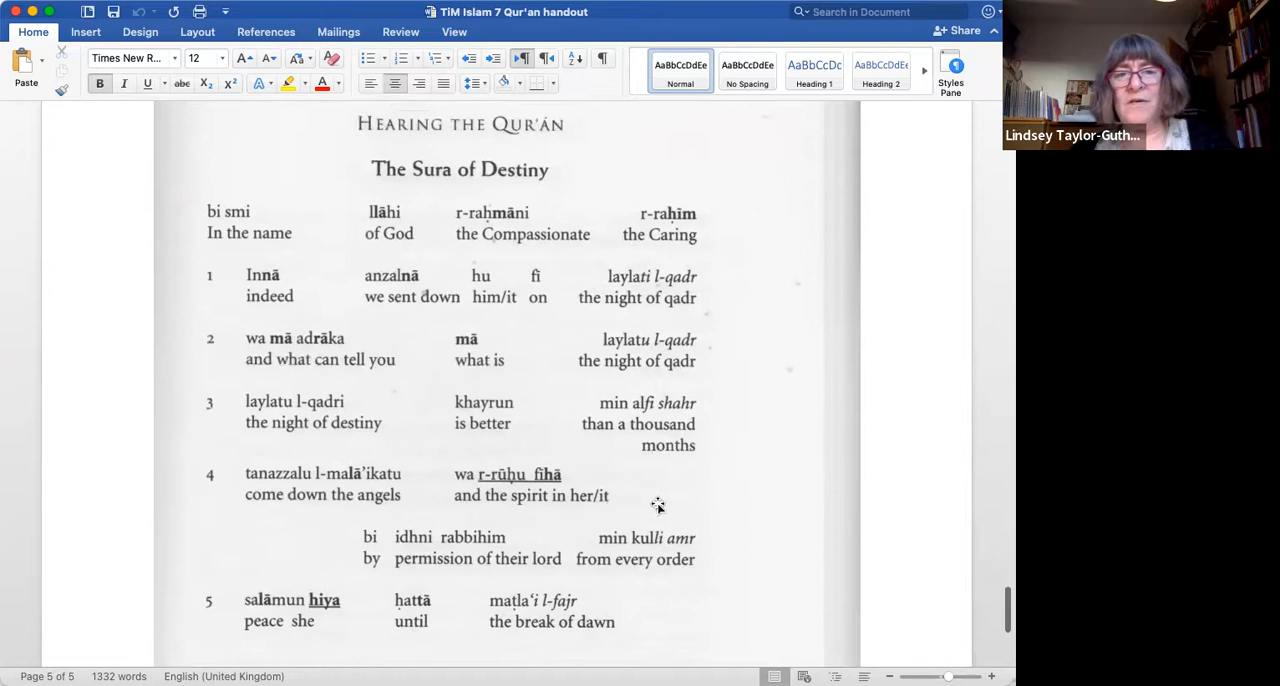 TiM Islam 7 Qur'an handout
Search in Document
Home Insert Design Layout References Mailings Review View
Share
Paste
Times New R... 12
B I U abc X₂ X²
AaBbCcDdEe AaBbCcDdEe AaBbCcDc AaBbCcDdEe
Normal No Spacing Heading 1 Heading 2
Styles Pane
Lindsey Taylor-Guth...
HEARING THE QUR'ÁN
The Sura of Destiny
bi smi llāhi r-raḥmāni r-raḥīm
In the name of God the Compassionate the Caring
1 Innā anzalnā hu fī laylati l-qadr
indeed we sent down him/it on the night of qadr
2 wa mā adrāka mā laylatu l-qadr
and what can tell you what is the night of qadr
3 laylatu l-qadri khayrun min alfi shahr
the night of destiny is better than a thousand
months
4 tanazzalu l-malā'ikatu wa r-rūḥu fīhā
come down the angels and the spirit in her/it
bi idhni rabbihim min kulli amr
by permission of their lord from every order
5 salāmun hiya ḥattā maṭla‘i l-fajr
peace she until the break of dawn
Page 5 of 5 1332 words English (United Kingdom)